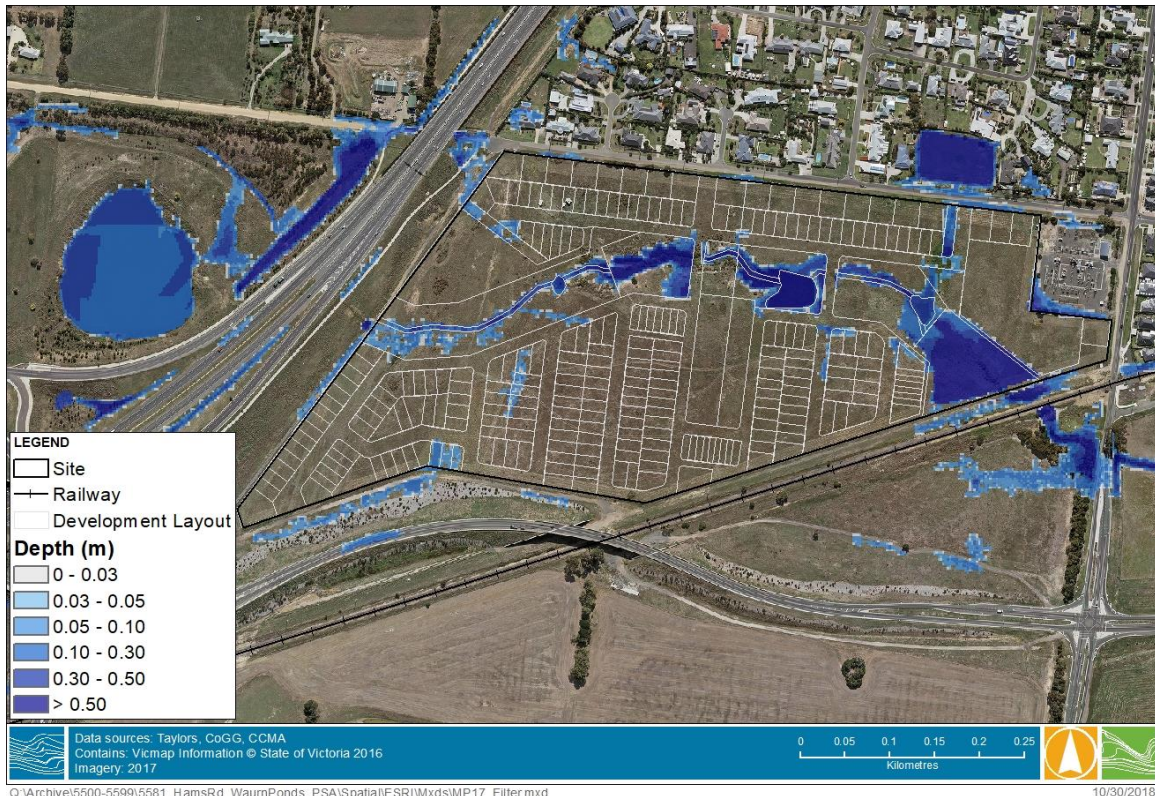 LEGEND
Site
Railway
Development Layout
Depth (m)
0 - 0.03
0.03 - 0.05
0.05 - 0.10
0.10 - 0.30
0.30 - 0.50
> 0.50
Data sources: Taylors, CoGG, CCMA
Contains: Vicmap Information © State of Victoria 2016
Imagery: 2017
0 0.05 0.1 0.15 0.2 0.25
Kilometres
Q:\Archive\5500-5599\5581_HamsRd_WaurnPonds_PSA\Spatial\ESRI\Mxds\MP17_Filter.mxd
10/30/2018